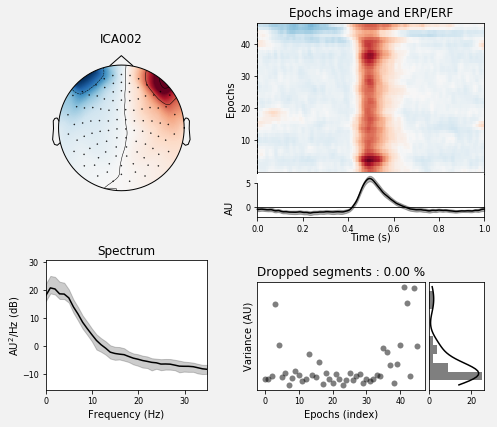 ICA002
Epochs image and ERP/ERF
Epochs
40
30
20
10
AU
5
0
0.0 0.2 0.4 0.6 0.8 1.0
Time (s)
Spectrum
AU²/Hz (dB)
30
20
10
0
−10
0 10 20 30
Frequency (Hz)
Dropped segments : 0.00 %
Variance (AU)
0 10 20 30 40
Epochs (index)
0 20